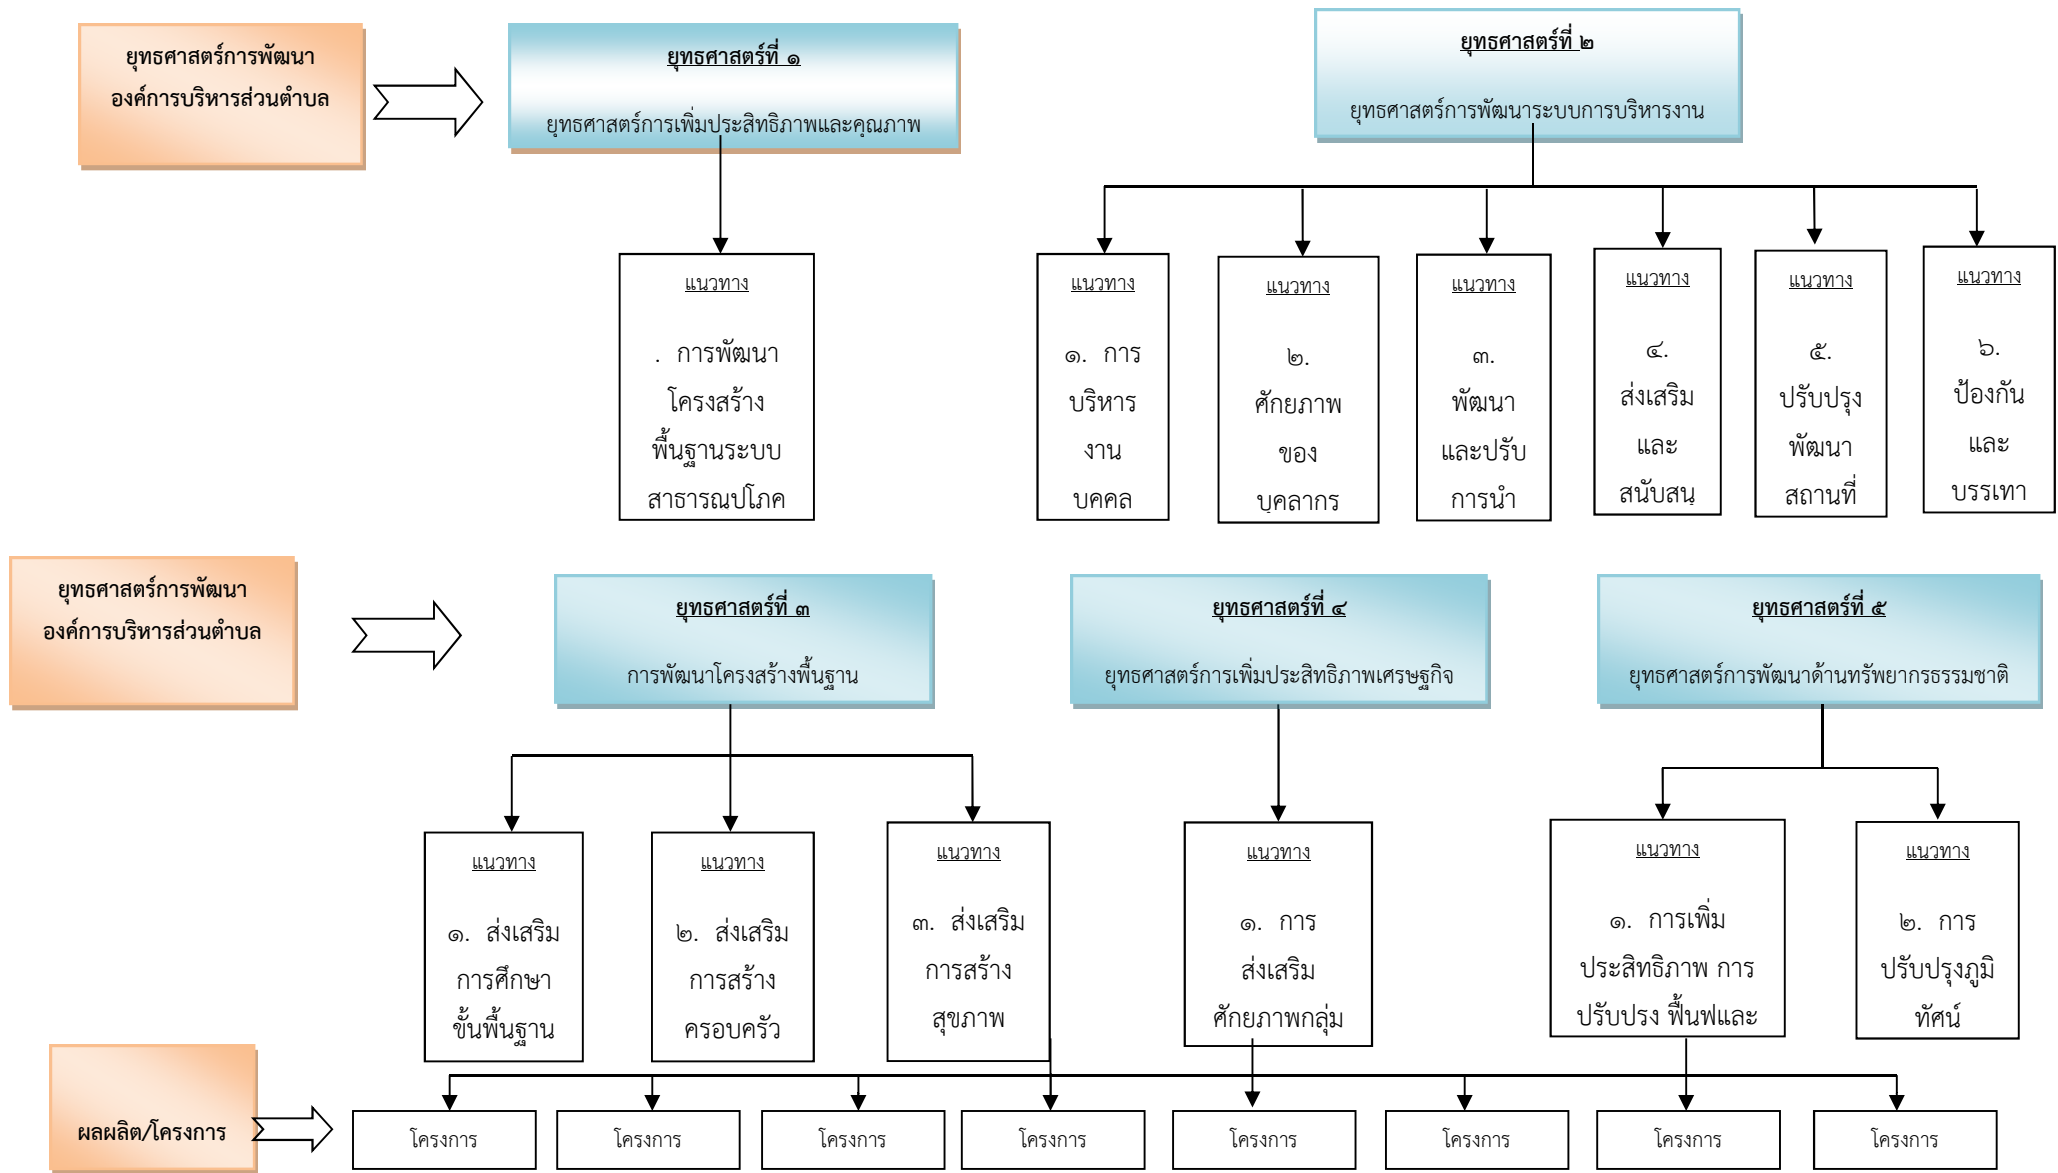 ยุทธศาสตร์การพัฒนา
องค์การบริหารส่วนตำบล
ยุทธศาสตร์ที่ ๑
ยุทธศาสตร์การเพิ่มประสิทธิภาพและคุณภาพ
ยุทธศาสตร์ที่ ๒
ยุทธศาสตร์การพัฒนาระบบการบริหารงาน
แนวทาง
. การพัฒนา
โครงสร้าง
พื้นฐานระบบ
สาธารณปโภค
แนวทาง
๑. การ
บริหาร
งาน
บคคล
แนวทาง
๒.
ศักยภาพ
ของ
บุคลากร
แนวทาง
๓.
พัฒนา
และปรับ
การนำ
แนวทาง
๔.
ส่งเสริม
และ
สนับสนุ
แนวทาง
๕.
ปรับปรุง
พัฒนา
สถานที่
แนวทาง
๖.
ป้องกัน
และ
บรรเทา
ยุทธศาสตร์การพัฒนา
องค์การบริหารส่วนตำบล
ยุทธศาสตร์ที่ ๓
การพัฒนาโครงสร้างพื้นฐาน
ยุทธศาสตร์ที่ ๔
ยุทธศาสตร์การเพิ่มประสิทธิภาพเศรษฐกิจ
ยุทธศาสตร์ที่ ๕
ยุทธศาสตร์การพัฒนาด้านทรัพยากรธรรมชาติ
แนวทาง
๑. ส่งเสริม
การศึกษา
ขั้นพื้นฐาน
แนวทาง
๒. ส่งเสริม
การสร้าง
ครอบครัว
แนวทาง
๓. ส่งเสริม
การสร้าง
สุขภาพ
แนวทาง
๑. การ
ส่งเสริม
ศักยภาพกลุ่ม
แนวทาง
๑. การเพิ่ม
ประสิทธิภาพ การ
ปรับปรง ฟื้นฟและ
แนวทาง
๒. การ
ปรับปรุงภูมิ
ทัศน์
ผลผลิต/โครงการ
โครงการ
โครงการ
โครงการ
โครงการ
โครงการ
โครงการ
โครงการ
โครงการ